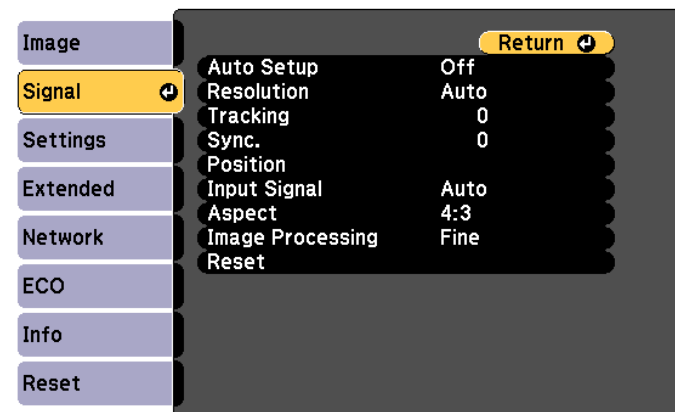 Image
Signal
Settings
Extended
Network
ECO
Info
Reset
Return
Auto Setup Off
Resolution Auto
Tracking 0
Sync. 0
Position
Input Signal Auto
Aspect 4:3
Image Processing Fine
Reset